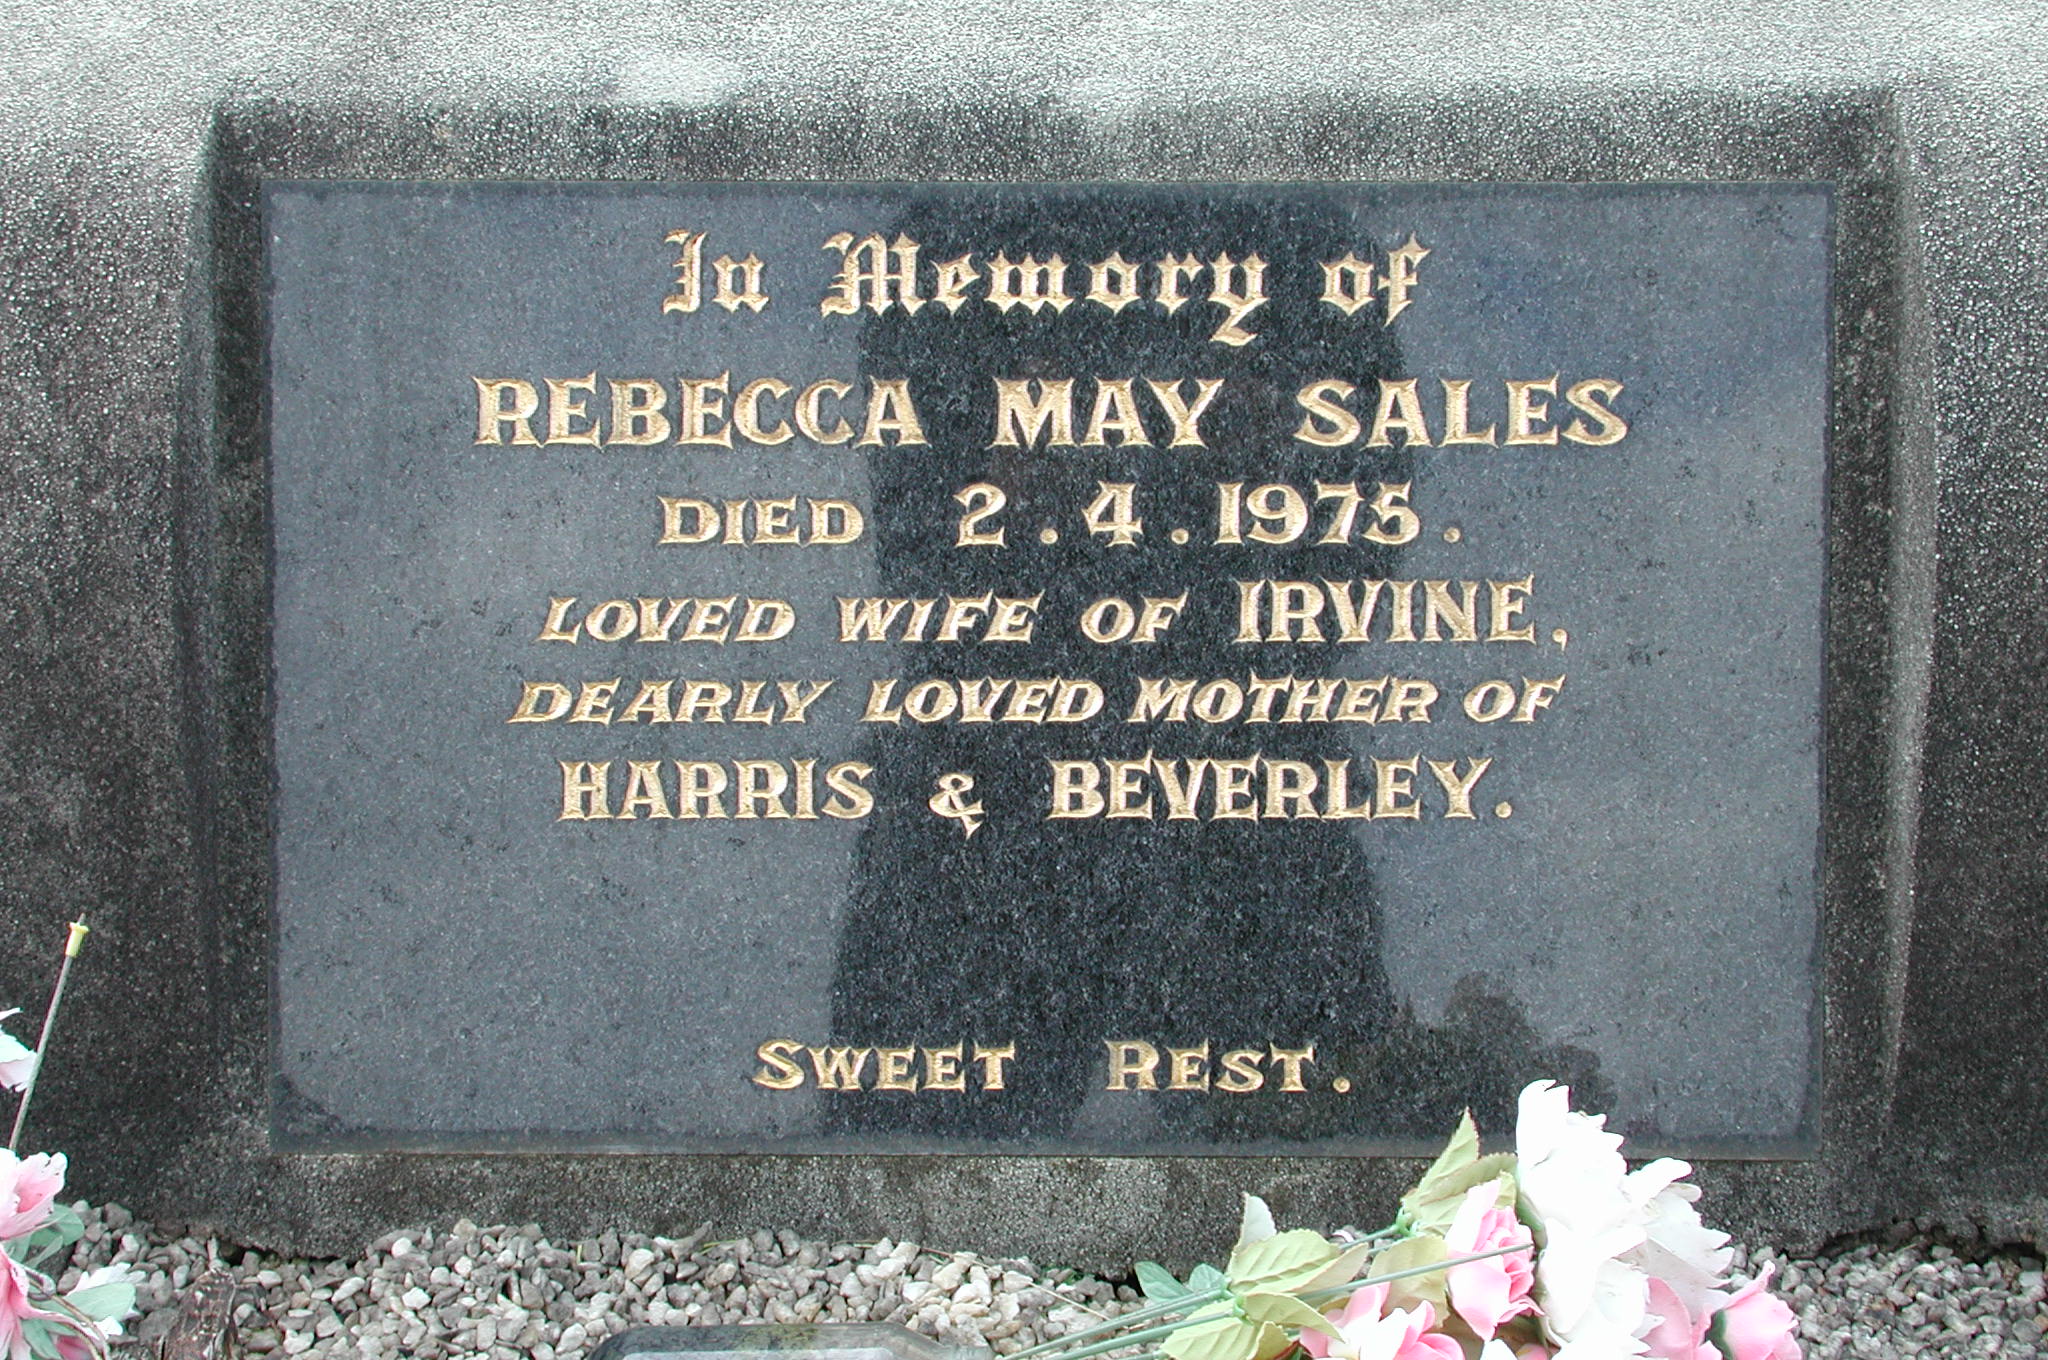 In Memory of
REBECCA MAY SALES
DIED 2.4.1975.
LOVED WIFE OF IRVINE,
DEARLY LOVED MOTHER OF
HARRIS & BEVERLEY.
SWEET REST.